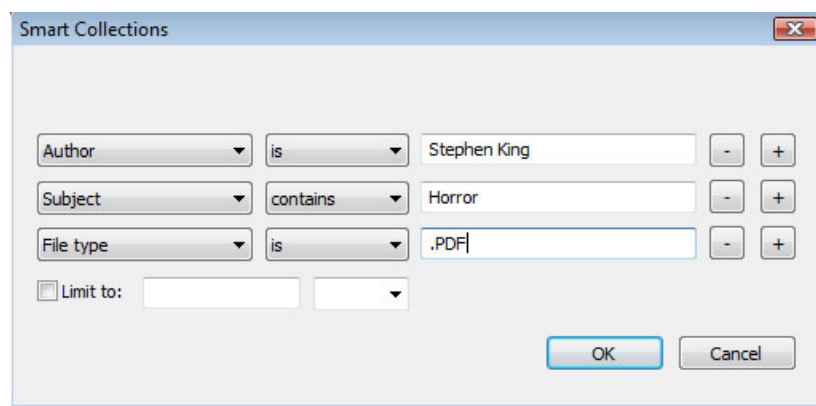 Smart Collections
Author is Stephen King - +
Subject contains Horror - +
File type is .PDF - +
Limit to:
OK Cancel